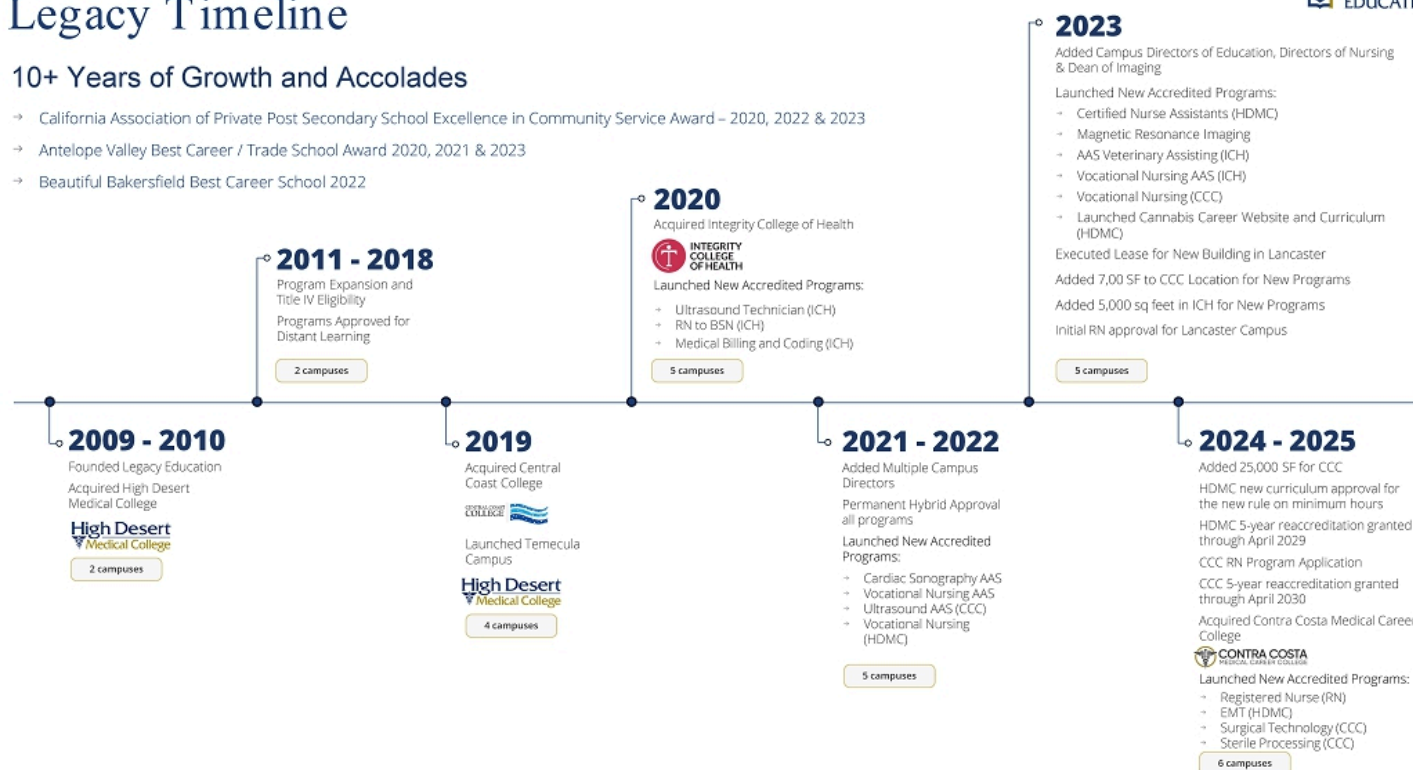 Legacy Timeline
10+ Years of Growth and Accolades
→ California Association of Private Post Secondary School Excellence in Community Service Award – 2020, 2022 & 2023
→ Antelope Valley Best Career / Trade School Award 2020, 2021 & 2023
→ Beautiful Bakersfield Best Career School 2022
2009 - 2010
Founded Legacy Education
Acquired High Desert
Medical College
High Desert
Medical College
2 campuses
2011 - 2018
Program Expansion and
Title IV Eligibility
Programs Approved for
Distant Learning
2 campuses
2019
Acquired Central
Coast College
CENTRAL COAST
COLLEGE
Launched Temecula
Campus
High Desert
Medical College
4 campuses
2020
Acquired Integrity College of Health
INTEGRITY
COLLEGE
OF HEALTH
Launched New Accredited Programs:
→ Ultrasound Technician (ICH)
→ RN to BSN (ICH)
→ Medical Billing and Coding (ICH)
5 campuses
2021 - 2022
Added Multiple Campus
Directors
Permanent Hybrid Approval
all programs
Launched New Accredited
Programs:
→ Cardiac Sonography AAS
→ Vocational Nursing AAS
→ Ultrasound AAS (CCC)
→ Vocational Nursing
(HDMC)
5 campuses
2023
Added Campus Directors of Education, Directors of Nursing
& Dean of Imaging
Launched New Accredited Programs:
→ Certified Nurse Assistants (HDMC)
→ Magnetic Resonance Imaging
→ AAS Veterinary Assisting (ICH)
→ Vocational Nursing AAS (ICH)
→ Vocational Nursing (CCC)
→ Launched Cannabis Career Website and Curriculum
(HDMC)
Executed Lease for New Building in Lancaster
Added 7,00 SF to CCC Location for New Programs
Added 5,000 sq feet in ICH for New Programs
Initial RN approval for Lancaster Campus
5 campuses
2024 - 2025
Added 25,000 SF for CCC
HDMC new curriculum approval for
the new rule on minimum hours
HDMC 5-year reaccreditation granted
through April 2029
CCC RN Program Application
CCC 5-year reaccreditation granted
through April 2030
Acquired Contra Costa Medical Career
College
CONTRA COSTA
MEDICAL CAREER COLLEGE
Launched New Accredited Programs:
→ Registered Nurse (RN)
→ EMT (HDMC)
→ Surgical Technology (CCC)
→ Sterile Processing (CCC)
6 campuses